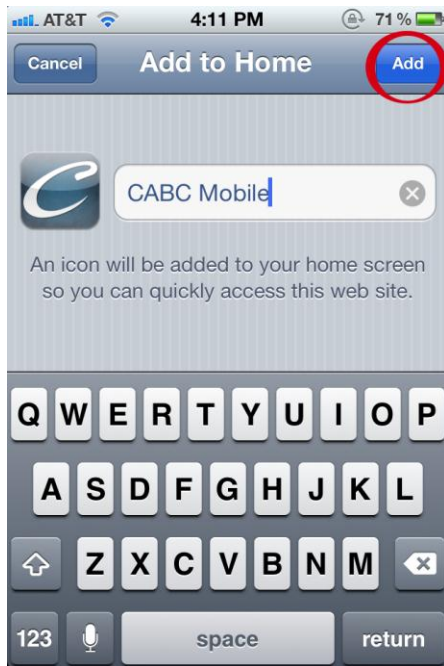 AT&T 4:11 PM 71%
Cancel Add to Home Add
C
CABC Mobile
An icon will be added to your home screen
so you can quickly access this web site.
Q W E R T Y U I O P
A S D F G H J K L
Z X C V B N M
123 space return